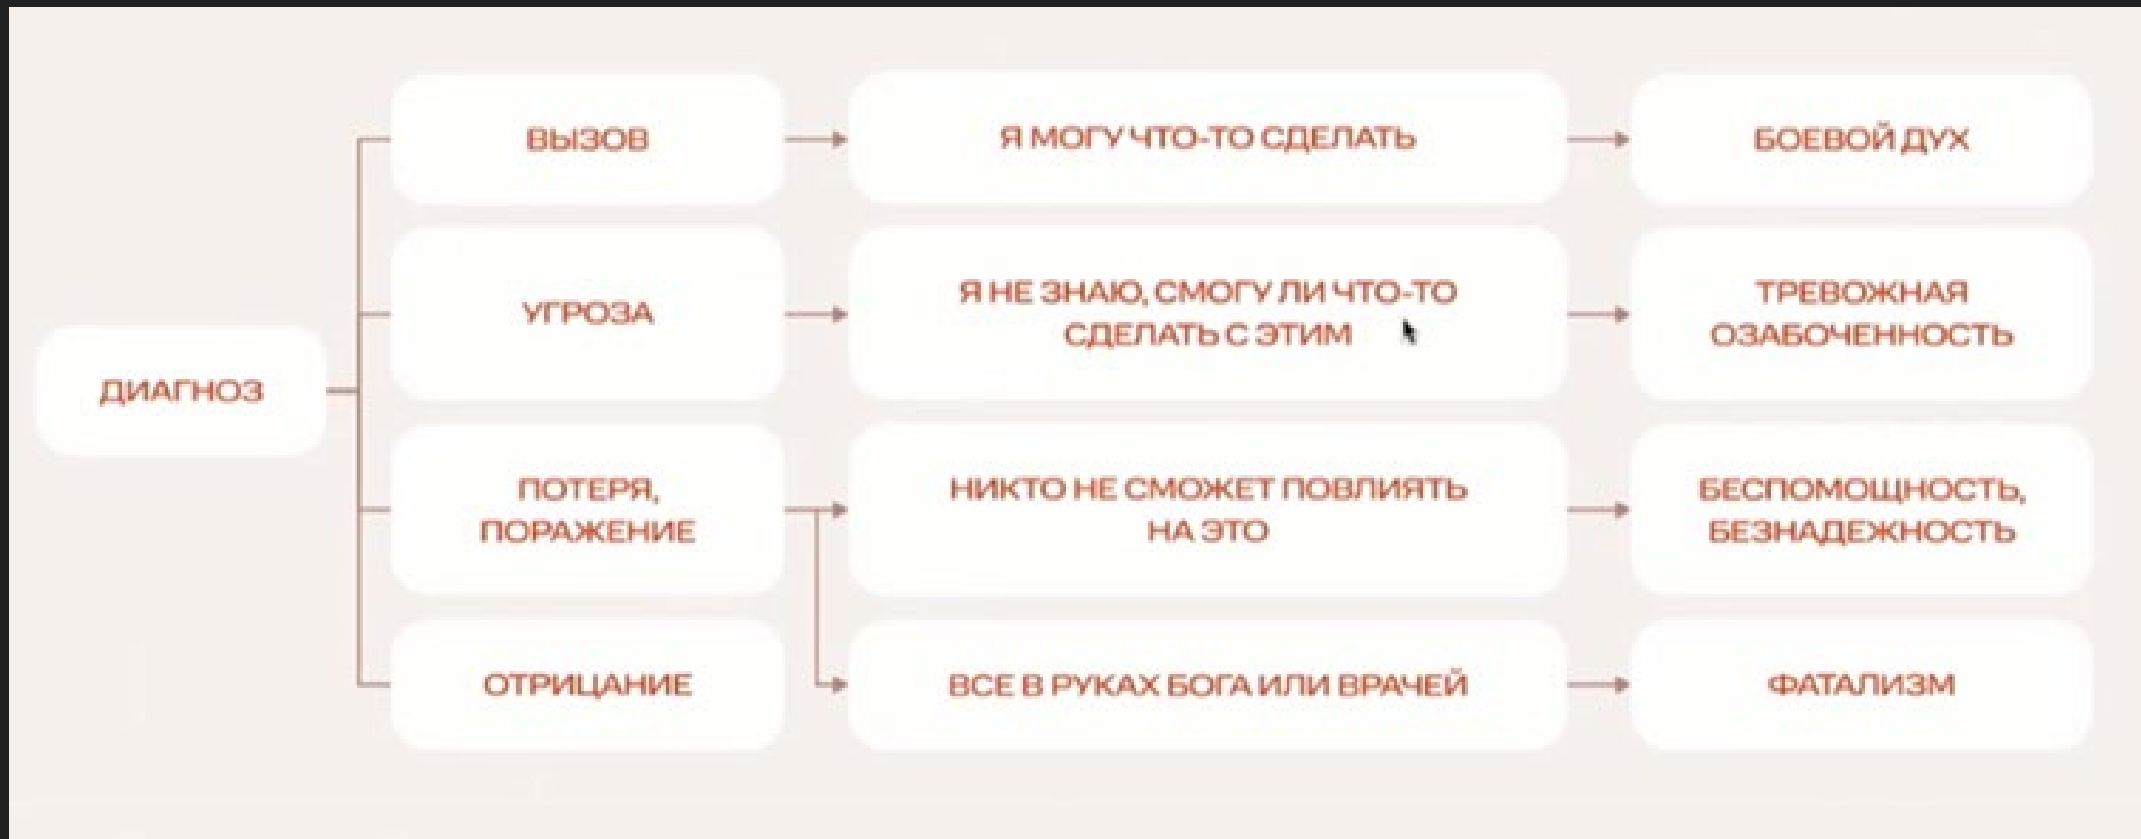 ВЫЗОВ
Я МОГУ ЧТО-ТО СДЕЛАТЬ
БОЕВОЙ ДУХ
УГРОЗА
Я НЕ ЗНАЮ, СМОГУ ЛИ ЧТО-ТО
СДЕЛАТЬ С ЭТИМ
ТРЕВОЖНАЯ
ОЗАБОЧЕННОСТЬ
ДИАГНОЗ
ПОТЕРЯ,
ПОРАЖЕНИЕ
НИКТО НЕ СМОЖЕТ ПОВЛИЯТЬ
НА ЭТО
БЕСПОМОЩНОСТЬ,
БЕЗНАДЕЖНОСТЬ
ОТРИЦАНИЕ
ВСЕ В РУКАХ БОГА ИЛИ ВРАЧЕЙ
ФАТАЛИЗМ